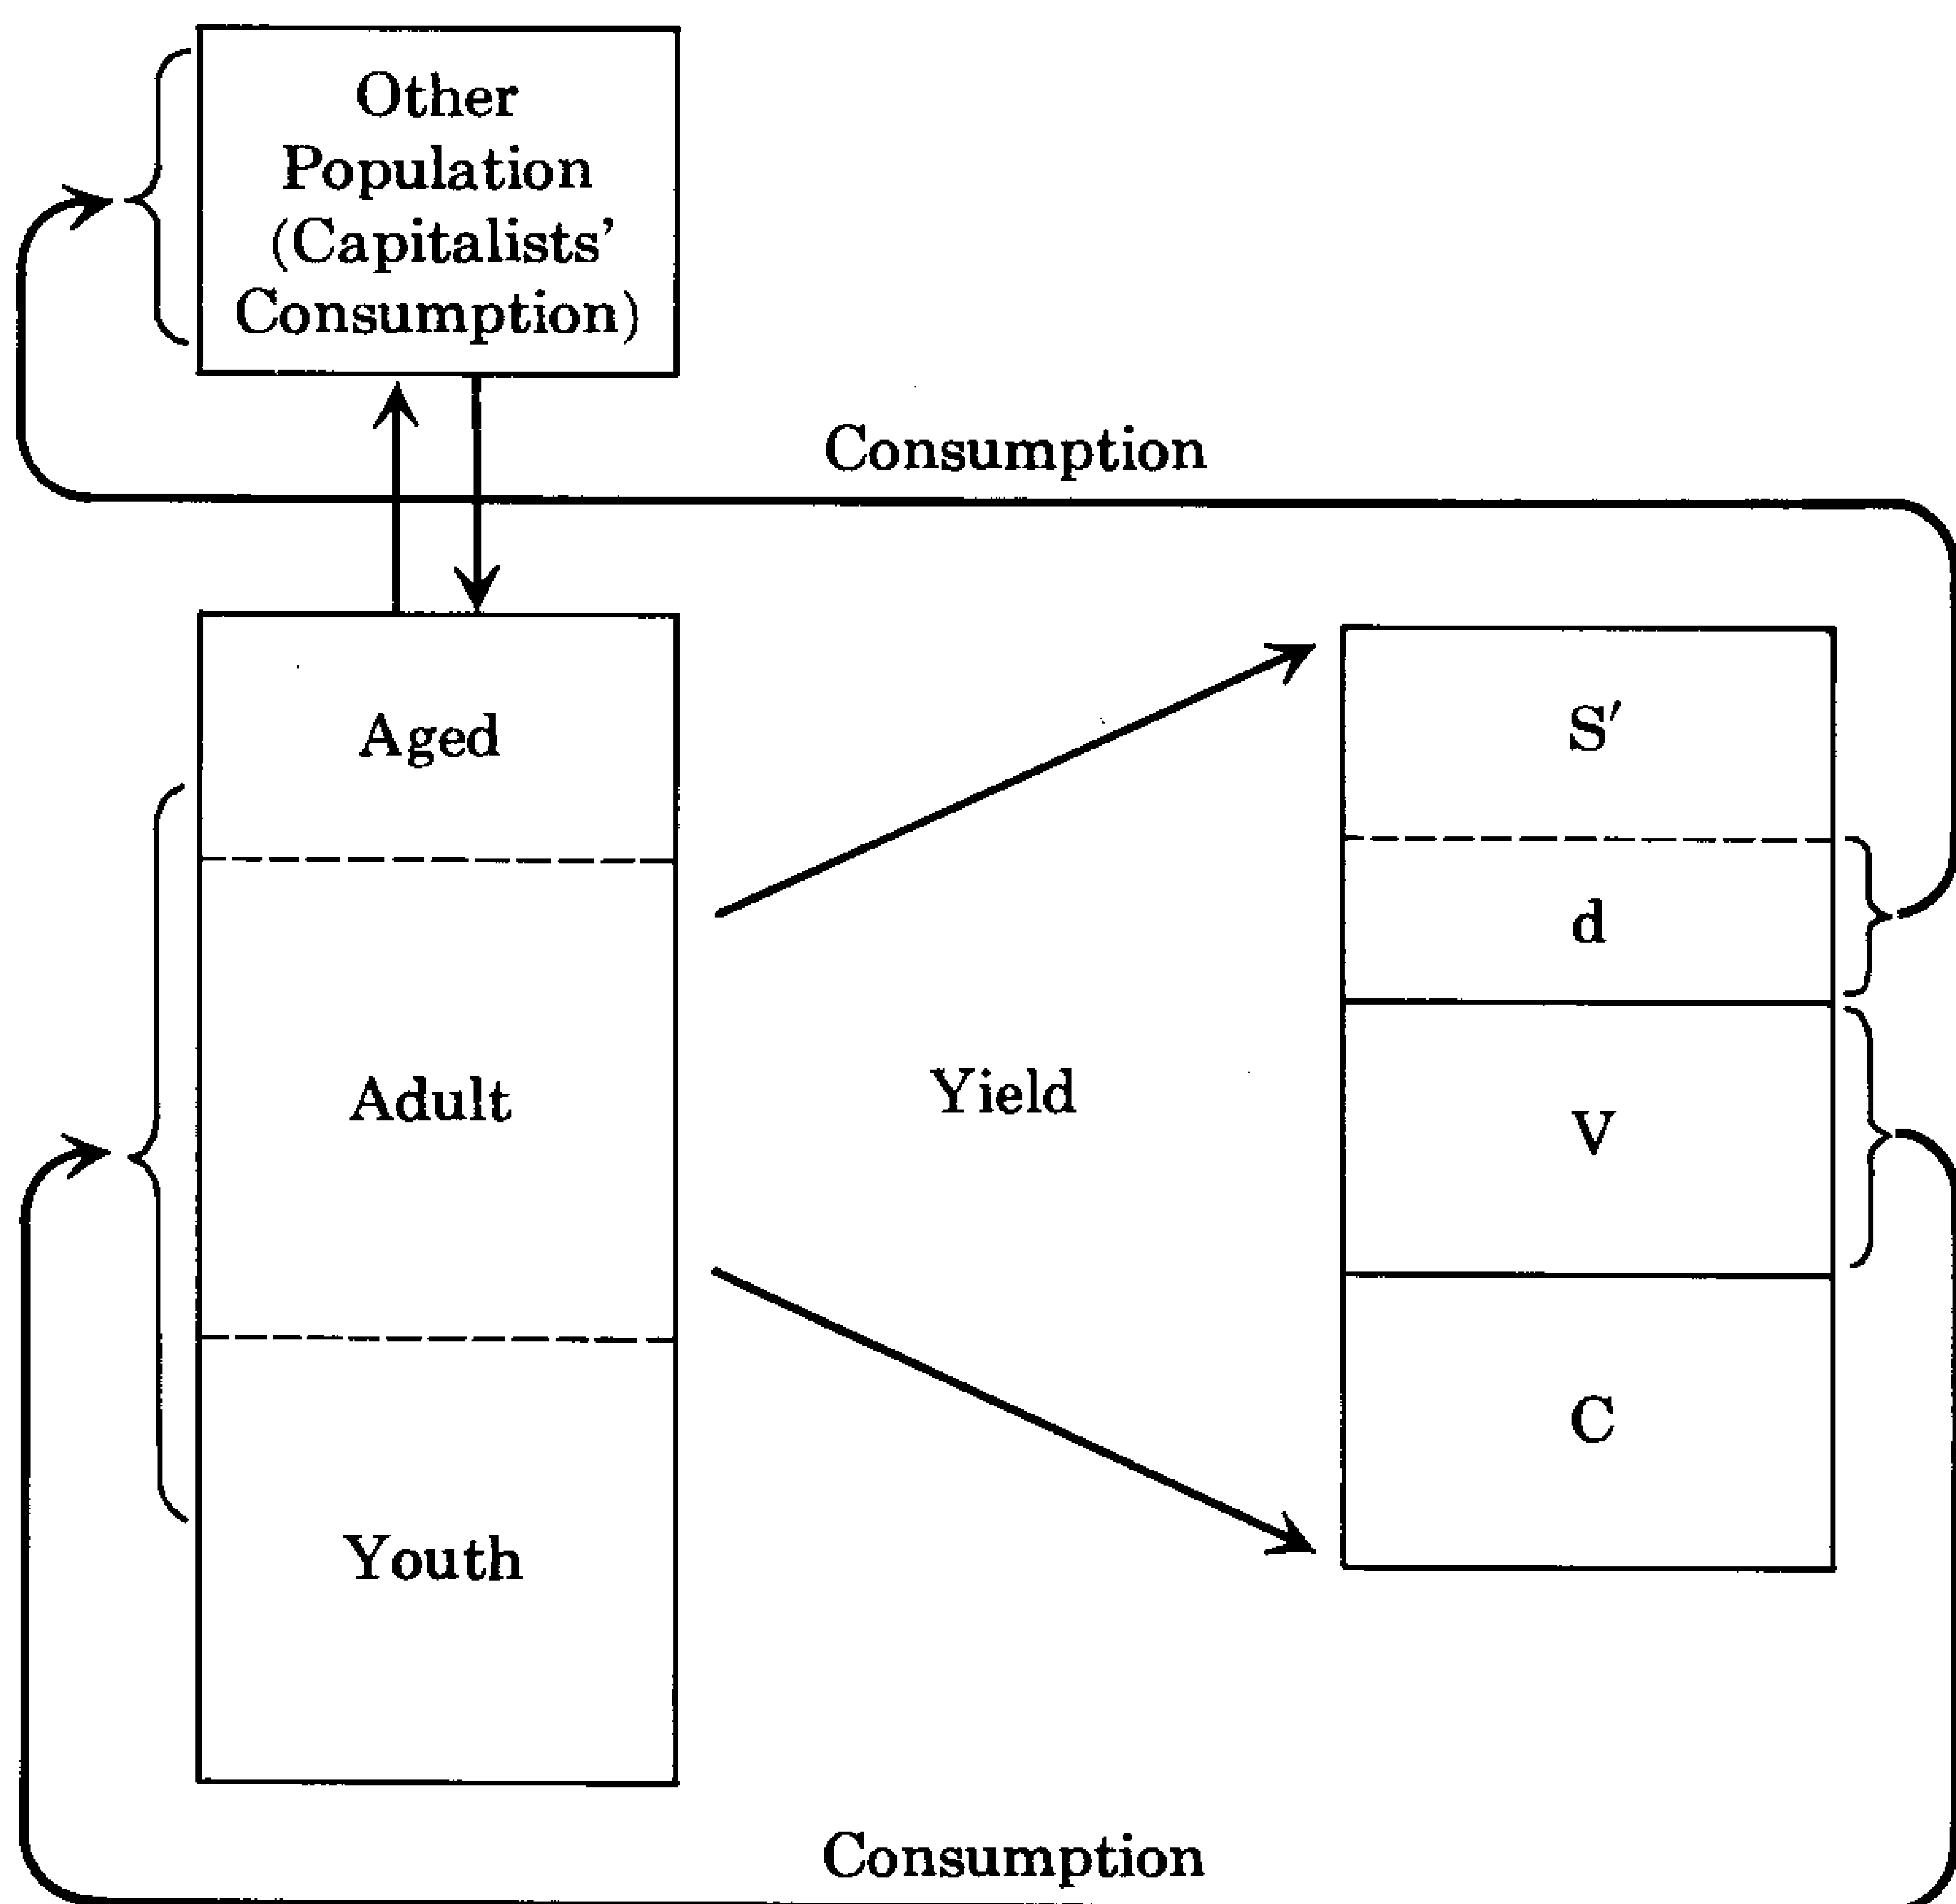 Other
Population
(Capitalists’
Consumption)
Consumption
Aged
S′
d
Adult
Yield
V
C
Youth
Consumption